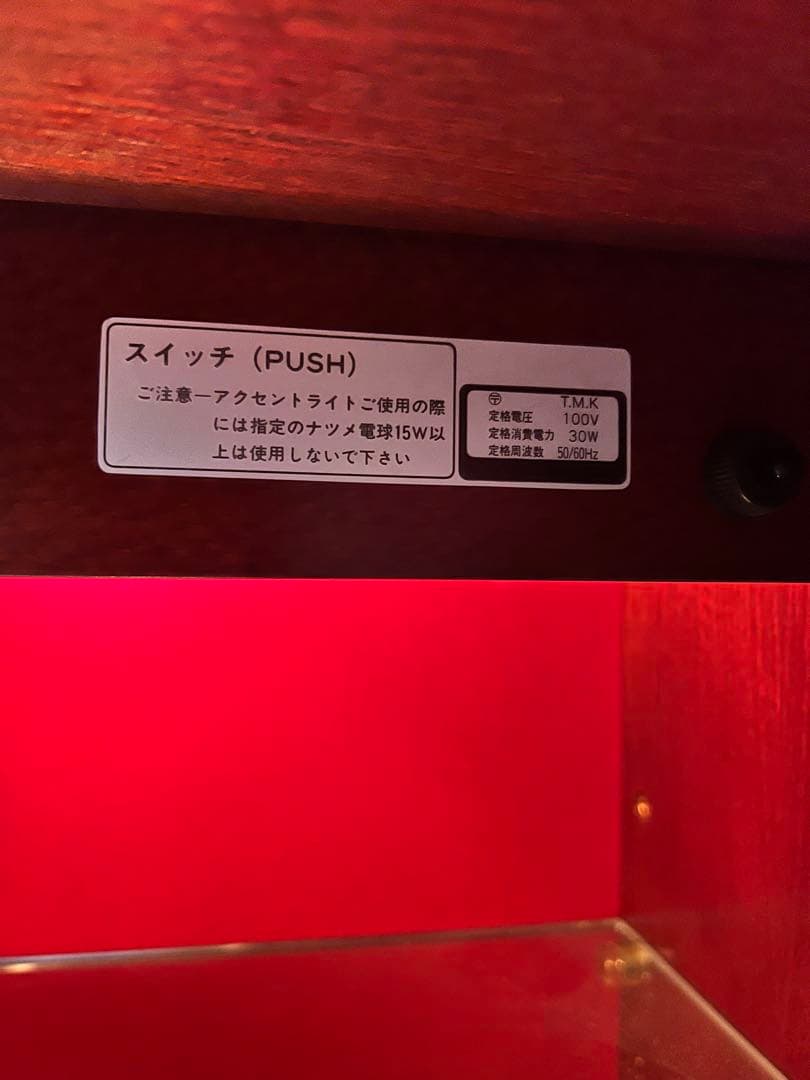 スイッチ（PUSH）
ご注意ーアクセントライトご使用の際
には指定のナツメ電球15W以
上は使用しないで下さい
〶 T.M.K
定格電圧 100V
定格消費電力 30W
定格周波数 50/60Hz